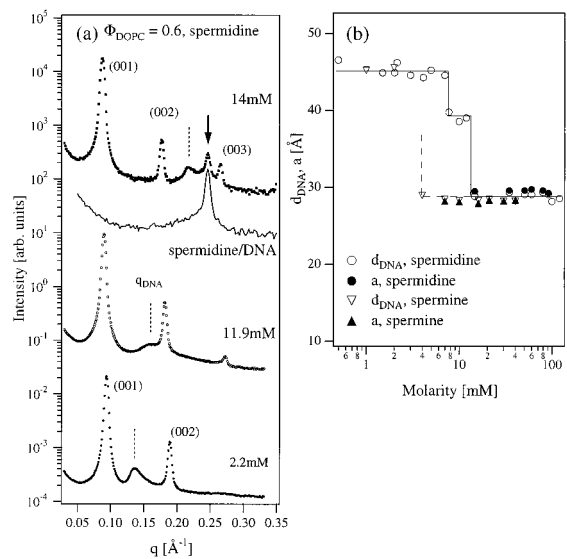 (a) Φ_DOPC = 0.6, spermidine
(001)
(002)
14mM
(003)
spermidine/DNA
q_DNA
11.9mM
(001)
(002)
2.2mM
Intensity [arb. units]
10^5
10^4
10^3
10^2
10^1
10^0
10^-1
10^-2
10^-3
10^-4
0.05 0.10 0.15 0.20 0.25 0.30 0.35
q [Å^-1]
(b)
d_DNA, a [Å]
50
40
30
20
10
○ d_DNA, spermidine
● a, spermidine
▽ d_DNA, spermine
▲ a, spermine
6 8 1 2 4 6 8 10 2 4 6 8 100
Molarity [mM]